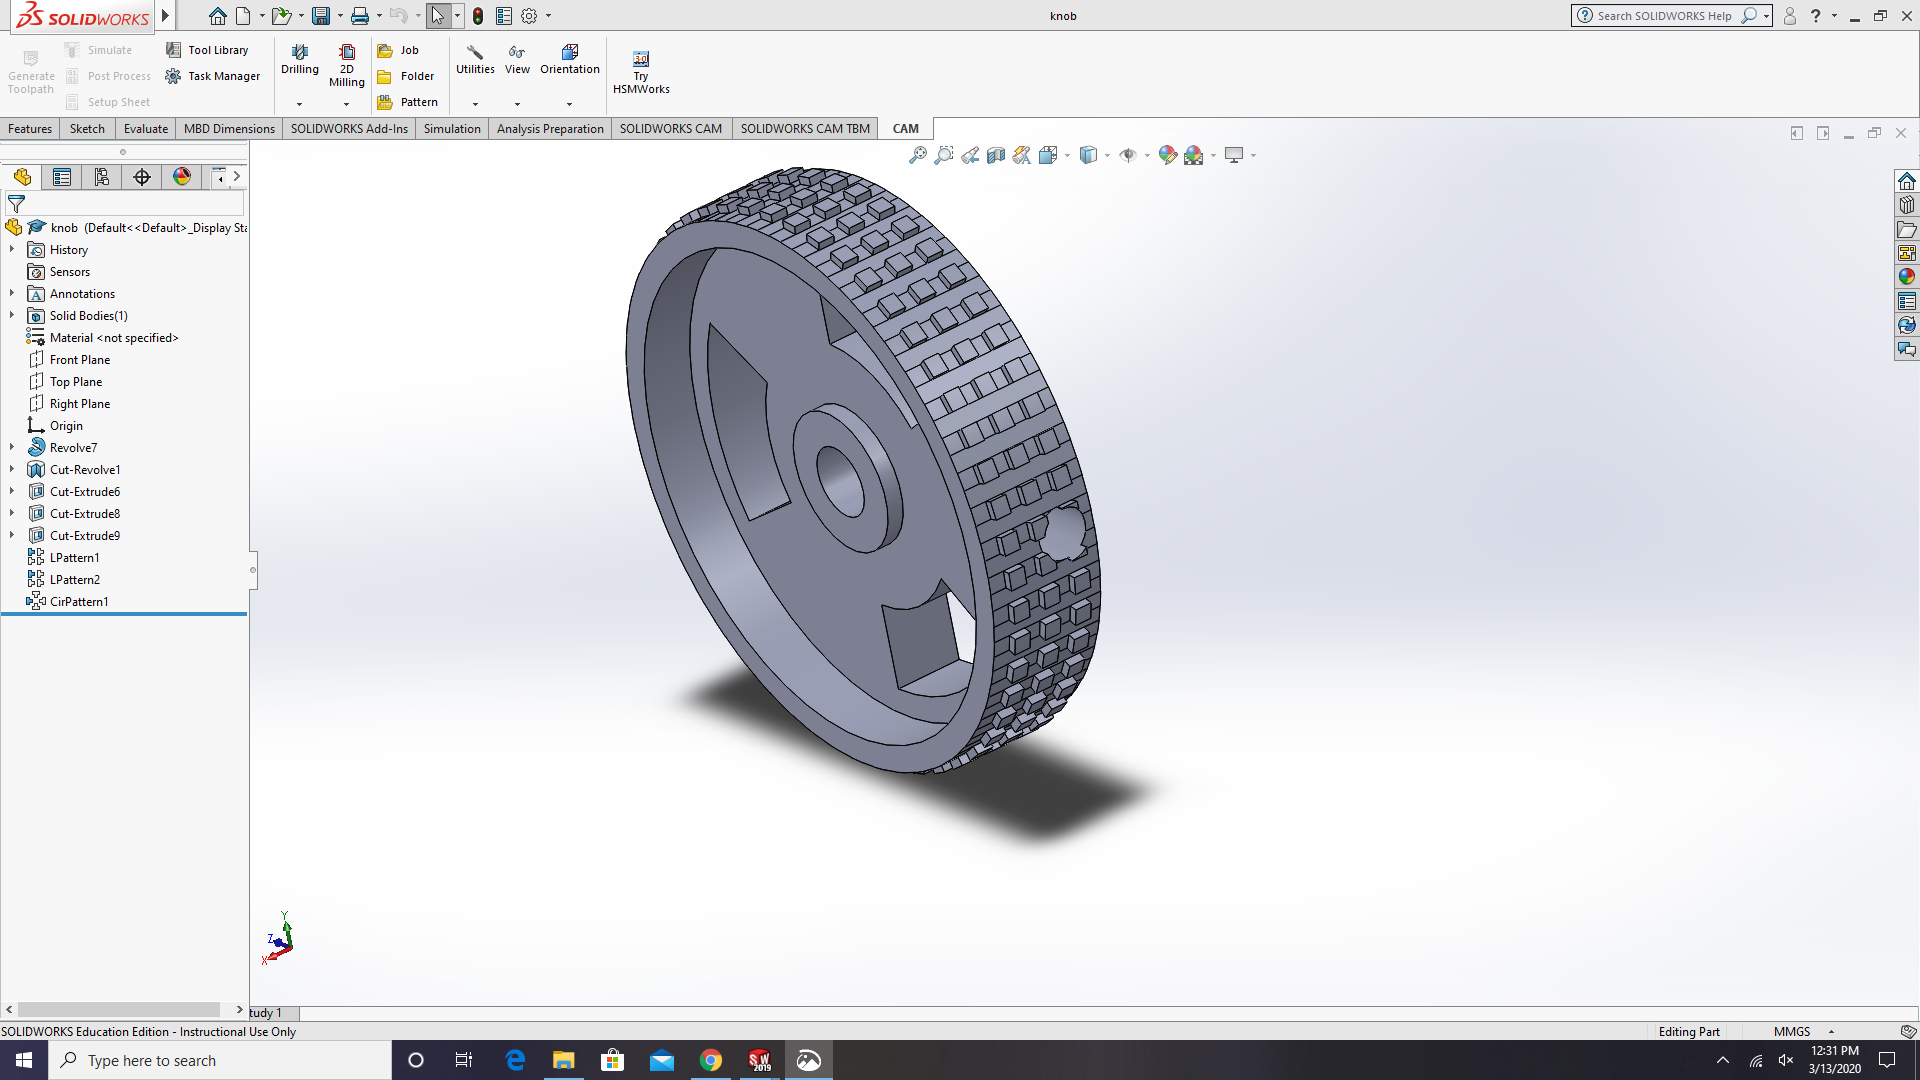 SOLIDWORKS
knob
Search SOLIDWORKS Help
?
Generate Toolpath
Simulate
Post Process
Setup Sheet
Tool Library
Task Manager
Drilling
2D Milling
Job
Folder
Pattern
Utilities
View
Orientation
Try HSMWorks
Features Sketch Evaluate MBD Dimensions SOLIDWORKS Add-Ins Simulation Analysis Preparation SOLIDWORKS CAM SOLIDWORKS CAM TBM CAM
knob (Default<<Default>_Display Sta
History
Sensors
Annotations
Solid Bodies(1)
Material <not specified>
Front Plane
Top Plane
Right Plane
Origin
Revolve7
Cut-Revolve1
Cut-Extrude6
Cut-Extrude8
Cut-Extrude9
LPattern1
LPattern2
CirPattern1
Y
Z
X
tudy 1
SOLIDWORKS Education Edition - Instructional Use Only
Editing Part
MMGS
Type here to search
SW 2019
12:31 PM
3/13/2020